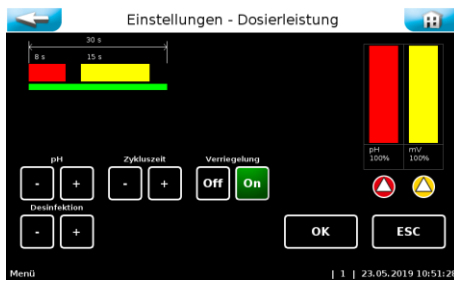 Einstellungen - Dosierleistung
30 s
8 s 15 s
pH 100% mV 100%
pH Zykluszeit Verriegelung
- + - + Off On
Desinfektion
- +
OK ESC
Menü | 1 | 23.05.2019 10:51:28